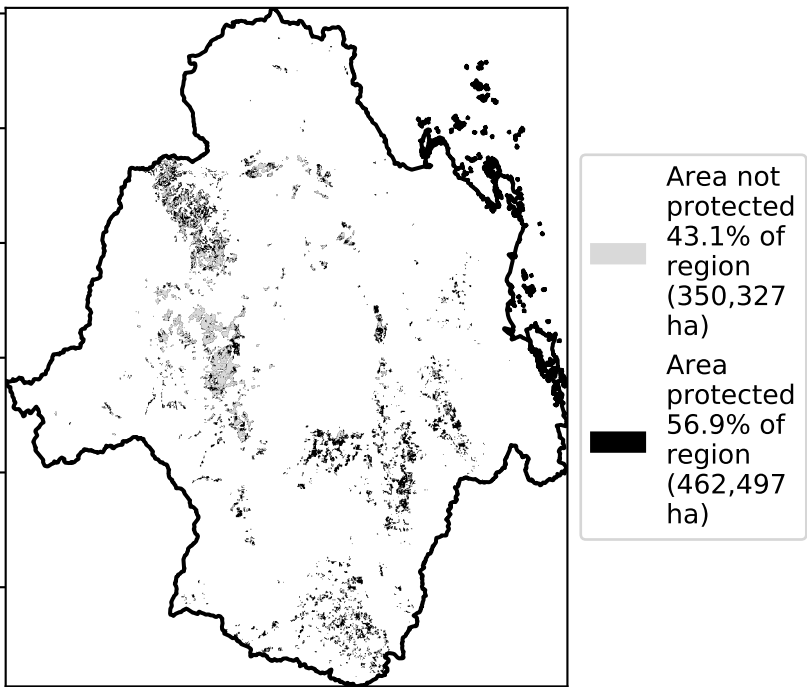 Area not
protected
43.1% of
region
(350,327
ha)
Area
protected
56.9% of
region
(462,497
ha)